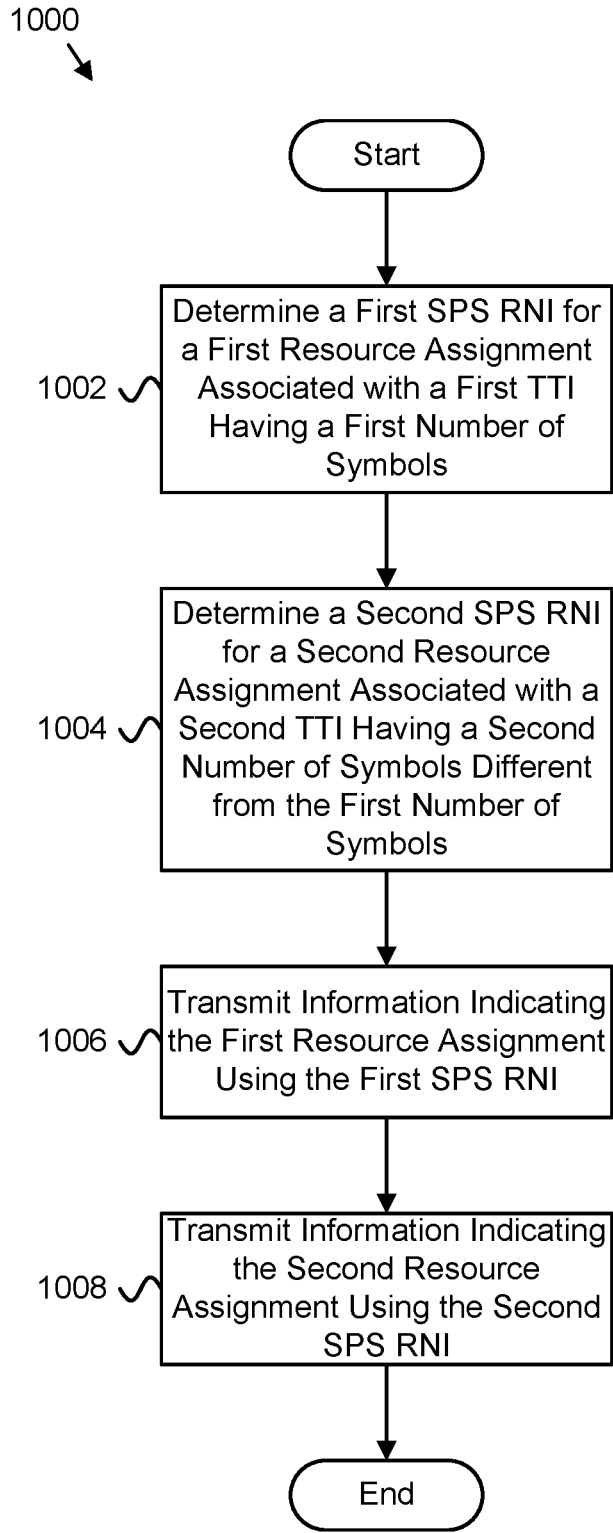 1000
Start
Determine a First SPS RNI for
a First Resource Assignment
1002
Associated with a First TTI
Having a First Number of
Symbols
Determine a Second SPS RNI
for a Second Resource
Assignment Associated with a
1004
Second TTI Having a Second
Number of Symbols Different
from the First Number of
Symbols
Transmit Information Indicating
1006
the First Resource Assignment
Using the First SPS RNI
Transmit Information Indicating
the Second Resource
1008
Assignment Using the Second
SPS RNI
End